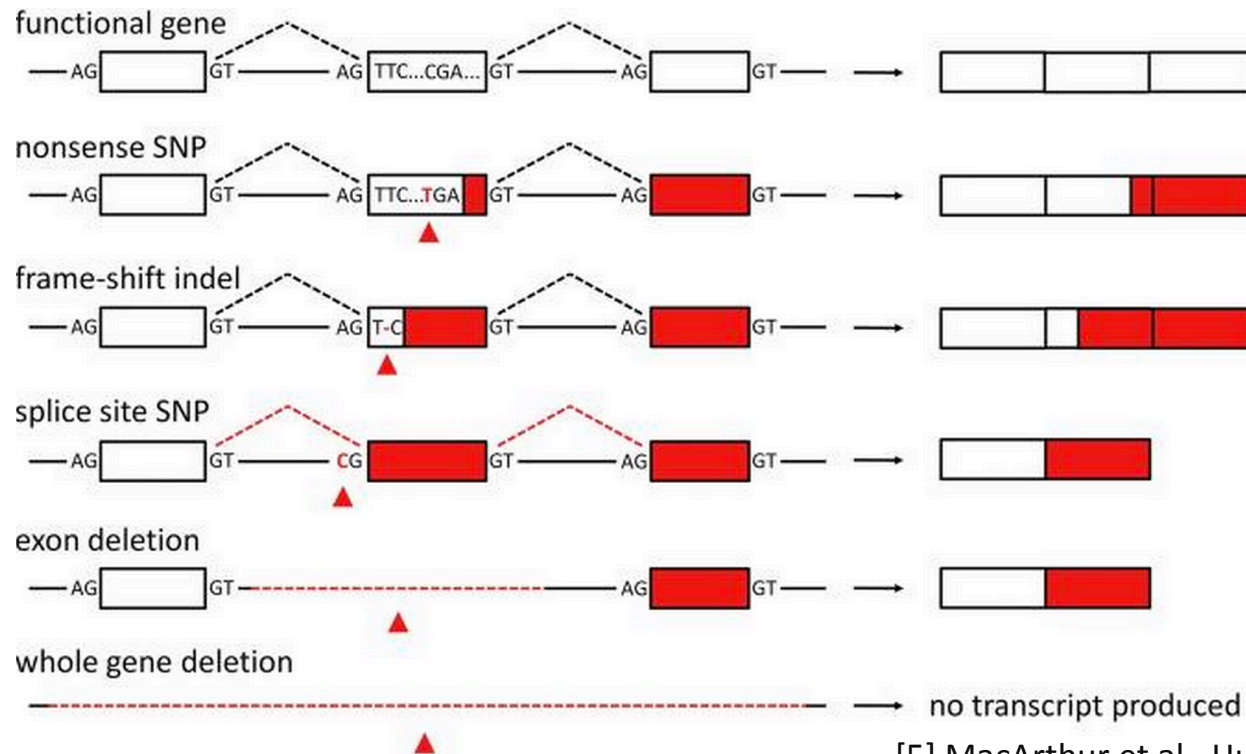 functional gene
AG GT AG TTC...CGA... GT AG GT
nonsense SNP
AG GT AG TTC...TGA GT AG GT
frame-shift indel
AG GT AG T-C GT AG GT
splice site SNP
AG GT CG GT AG GT
exon deletion
AG GT AG GT
whole gene deletion
no transcript produced
[5] MacArthur et al.,